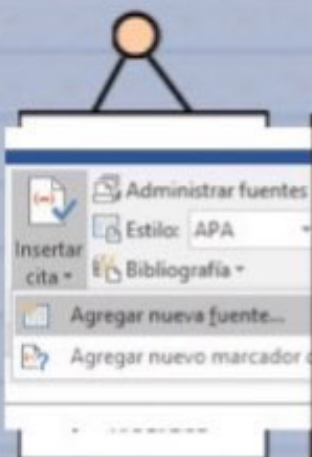 Administrar fuentes
Estilo: APA
Insertar cita
Bibliografía
Agregar nueva fuente...
Agregar nuevo marcador